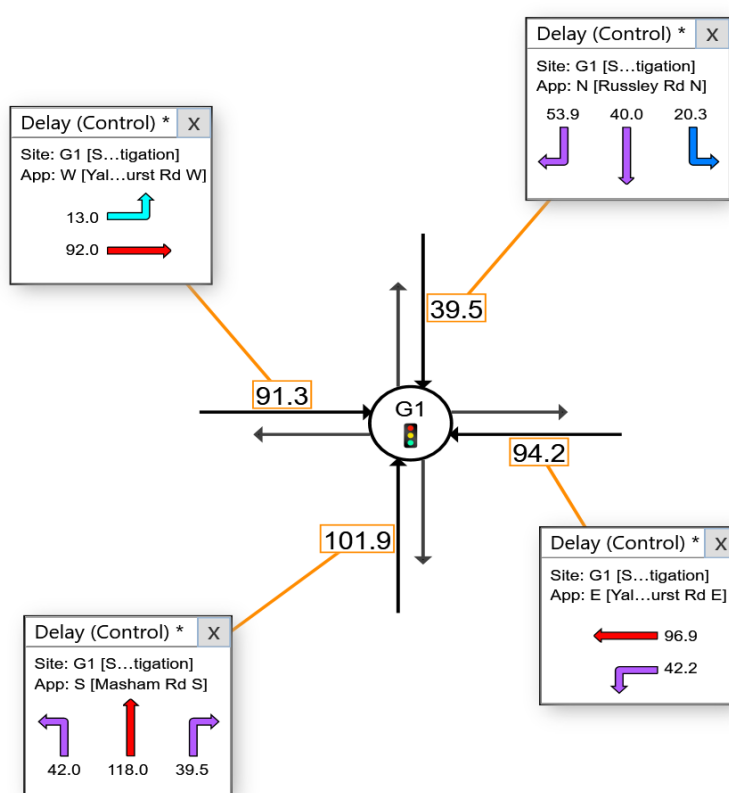 Delay (Control) * X
Site: G1 [S...tigation]
App: N [Russley Rd N]
53.9 40.0 20.3
Delay (Control) * X
Site: G1 [S...tigation]
App: W [Yal...urst Rd W]
13.0
92.0
39.5
91.3
G1
94.2
101.9
Delay (Control) * X
Site: G1 [S...tigation]
App: E [Yal...urst Rd E]
96.9
42.2
Delay (Control) * X
Site: G1 [S...tigation]
App: S [Masham Rd S]
42.0 118.0 39.5